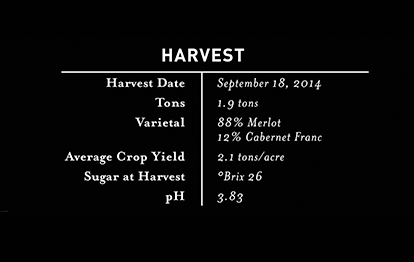 HARVEST
Harvest Date September 18, 2014
Tons 1.9 tons
Varietal 88% Merlot
12% Cabernet Franc
Average Crop Yield 2.1 tons/acre
Sugar at Harvest °Brix 26
pH 3.83